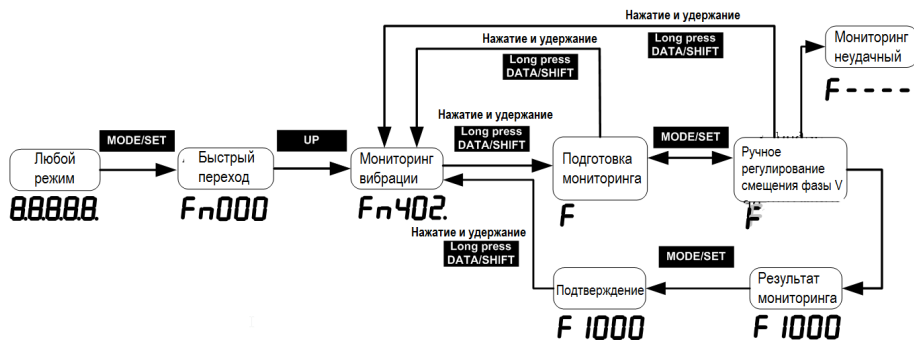 Нажатие и удержание
Long press
DATA/SHIFT
Мониторинг
неудачный
F----
Нажатие и удержание
Long press
DATA/SHIFT
Нажатие и удержание
Long press
DATA/SHIFT
MODE/SET
UP
MODE/SET
Любой
режим
8.8.8.8.8.
Быстрый
переход
Fn000
Мониторинг
вибрации
Fn402.
Подготовка
мониторинга
F
Ручное
регулирование
смещения фазы V
F
Нажатие и удержание
Long press
DATA/SHIFT
MODE/SET
Подтверждение
F 1000
Результат
мониторинга
F 1000